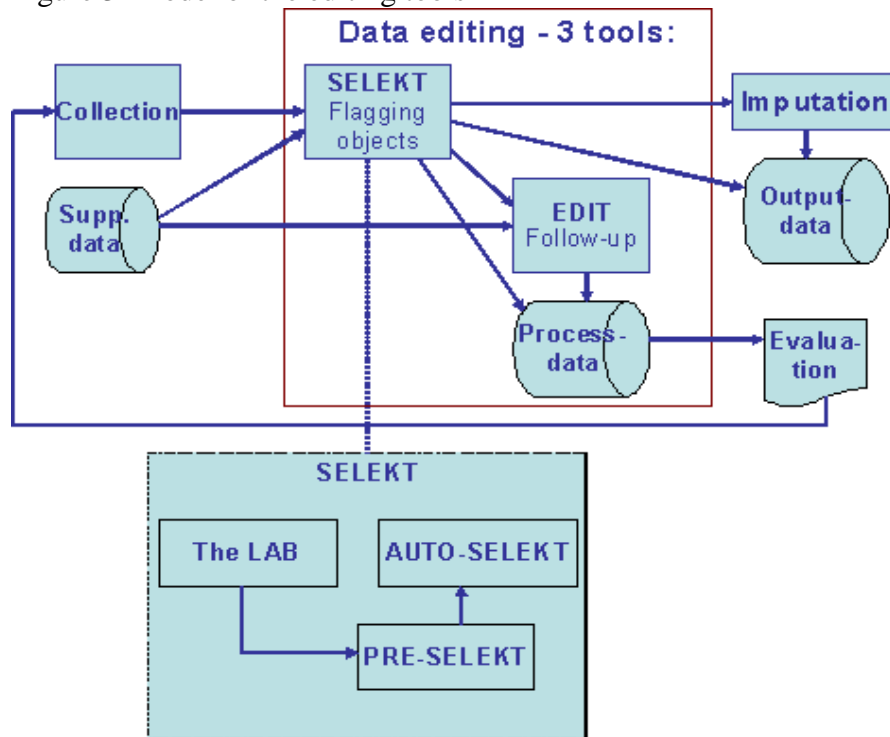 Data editing - 3 tools:
SELEKT
Flagging
objects
Collection
Imputation
Supp.
data
EDIT
Follow-up
Output-
data
Process-
data
Evalua-
tion
SELEKT
The LAB
AUTO-SELEKT
PRE-SELEKT